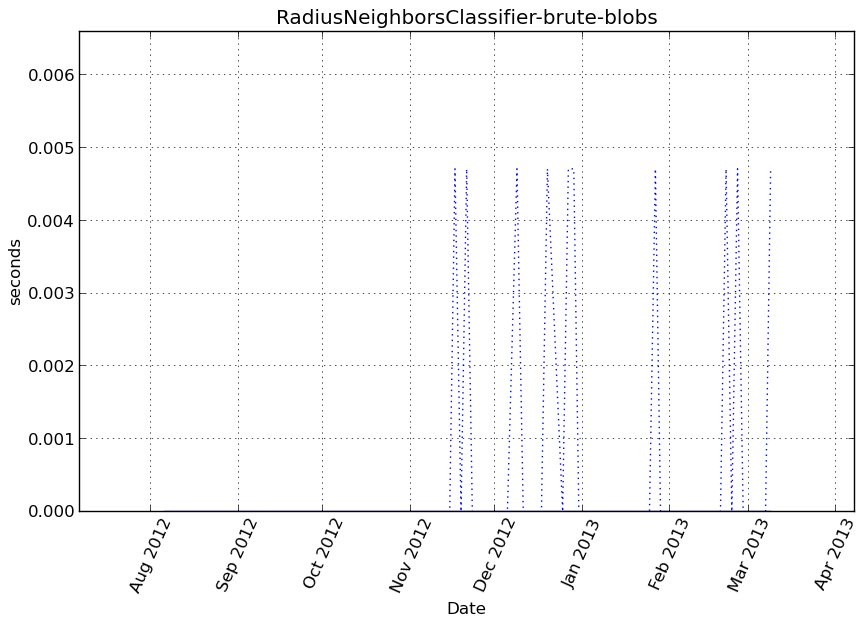 RadiusNeighborsClassifier-brute-blobs
0.006
0.005
0.004
0.003
0.002
0.001
0.000
seconds
Aug 2012
Sep 2012
Oct 2012
Nov 2012
Dec 2012
Jan 2013
Feb 2013
Mar 2013
Apr 2013
Date